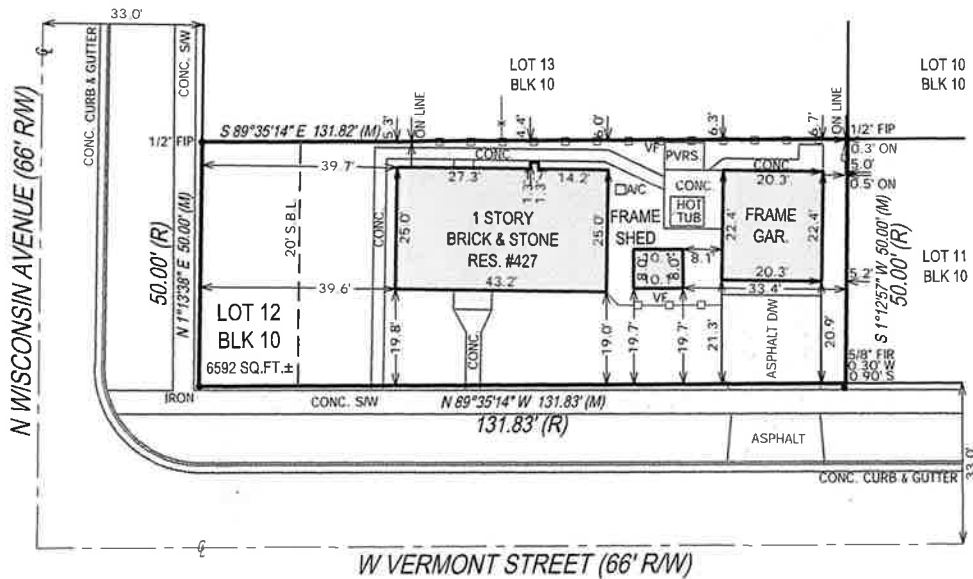 33.0'
℄
N WISCONSIN AVENUE (66' R/W)
CONC. CURB & GUTTER
CONC. S/W
1/2" FIP
S 89°35'14" E 131.82' (M)
5.3'
ON LINE
LOT 13
BLK 10
4.4'
6.0'
6.3'
6.7'
ON LINE
LOT 10
BLK 10
1/2" FIP
0.3' ON
5.0'
0.5' ON
VF
PVRS.
CONC.
CONC.
39.7'
27.3'
1.3'
1.3'
14.2'
A/C
CONC.
HOT
TUB
20.3'
50.00' (R)
N 1°13'38" E 50.00' (M)
20' S.B.L.
CONC.
25.0'
1 STORY
BRICK & STONE
RES. #427
25.0'
FRAME
SHED
22.4'
FRAME
GAR.
22.4'
S 1°12'57" W 50.00' (M)
50.00' (R)
LOT 11
BLK 10
10.1'
8.0'
8.0'
10.1'
8.1'
20.3'
5.2'
39.6'
43.2'
VF
33.4'
LOT 12
BLK 10
6592 SQ.FT.±
19.8'
CONC.
19.0'
19.7'
19.7'
21.3'
ASPHALT D/W
20.9'
5/8" FIR
0.30' W
0.90' S
IRON
CONC. S/W
N 89°35'14" W 131.83' (M)
131.83' (R)
ASPHALT
CONC. CURB & GUTTER
33.0'
℄
W VERMONT STREET (66' R/W)